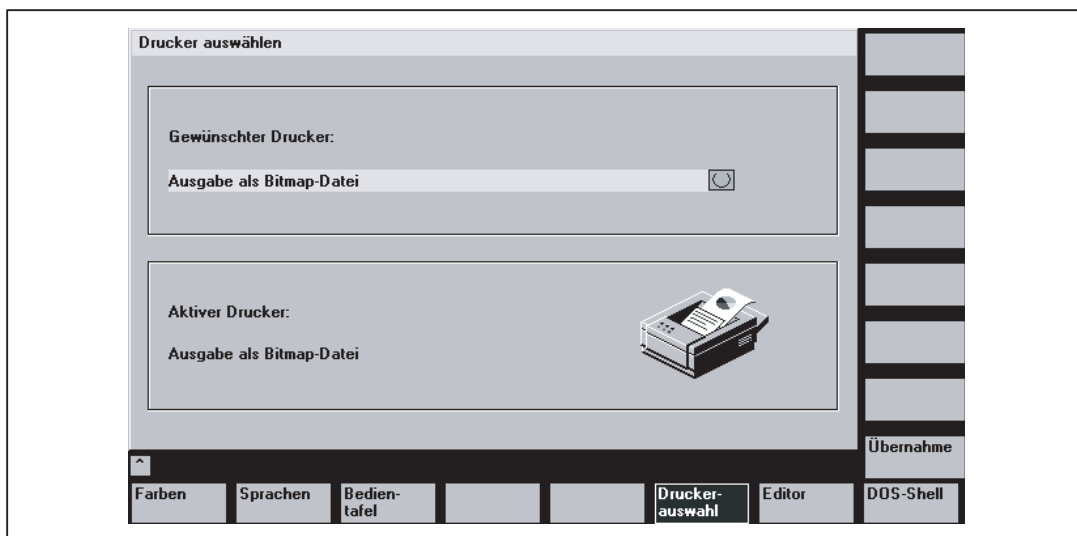 Drucker auswählen
Gewünschter Drucker:
Ausgabe als Bitmap-Datei
Aktiver Drucker:
Ausgabe als Bitmap-Datei
Übernahme
^
Farben
Sprachen
Bedien-
tafel
Drucker-
auswahl
Editor
DOS-Shell